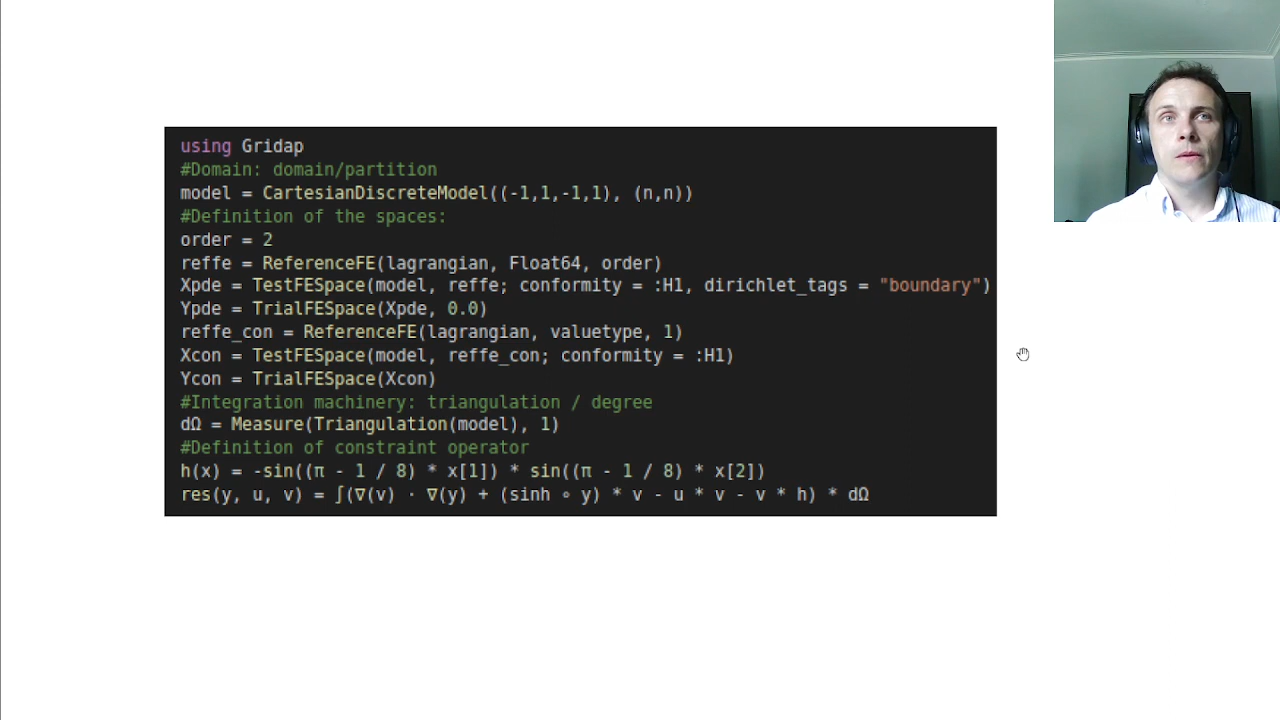 using Gridap
#Domain: domain/partition
model = CartesianDiscreteModel((-1,1,-1,1), (n,n))
#Definition of the spaces:
order = 2
reffe = ReferenceFE(lagrangian, Float64, order)
Xpde = TestFESpace(model, reffe; conformity = :H1, dirichlet_tags = "boundary")
Ypde = TrialFESpace(Xpde, 0.0)
reffe_con = ReferenceFE(lagrangian, valuetype, 1)
Xcon = TestFESpace(model, reffe_con; conformity = :H1)
Ycon = TrialFESpace(Xcon)
#Integration machinery: triangulation / degree
dΩ = Measure(Triangulation(model), 1)
#Definition of constraint operator
h(x) = -sin((π - 1 / 8) * x[1]) * sin((π - 1 / 8) * x[2])
res(y, u, v) = ∫(∇(v) ⋅ ∇(y) + (sinh ∘ y) * v - u * v - v * h) * dΩ